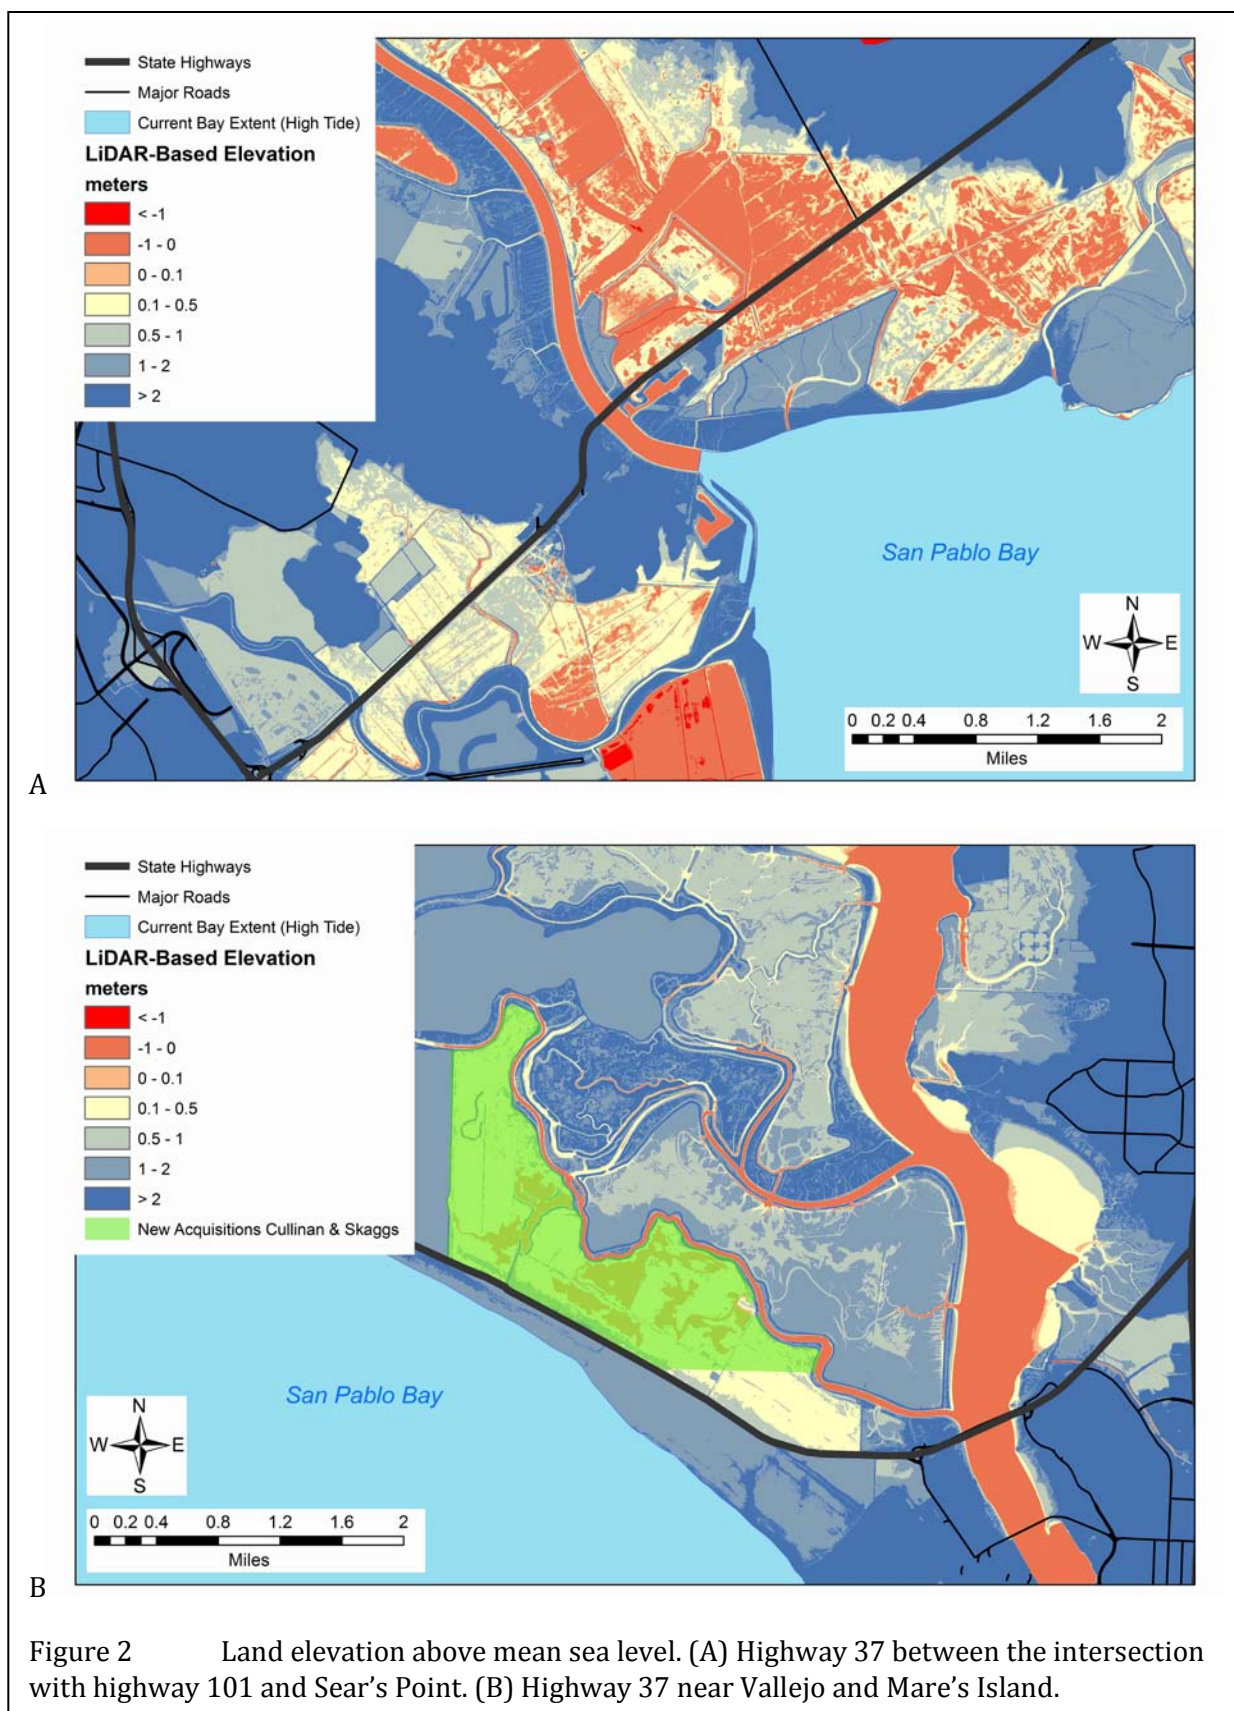 State Highways
Major Roads
Current Bay Extent (High Tide)
LiDAR-Based Elevation
meters
< -1
-1 - 0
0 - 0.1
0.1 - 0.5
0.5 - 1
1 - 2
> 2
San Pablo Bay
N
W E
S
0 0.2 0.4 0.8 1.2 1.6 2
Miles
A
State Highways
Major Roads
Current Bay Extent (High Tide)
LiDAR-Based Elevation
meters
< -1
-1 - 0
0 - 0.1
0.1 - 0.5
0.5 - 1
1 - 2
> 2
New Acquisitions Cullinan & Skaggs
San Pablo Bay
N
W E
S
0 0.2 0.4 0.8 1.2 1.6 2
Miles
B
Figure 2 Land elevation above mean sea level. (A) Highway 37 between the intersection
with highway 101 and Sear’s Point. (B) Highway 37 near Vallejo and Mare’s Island.